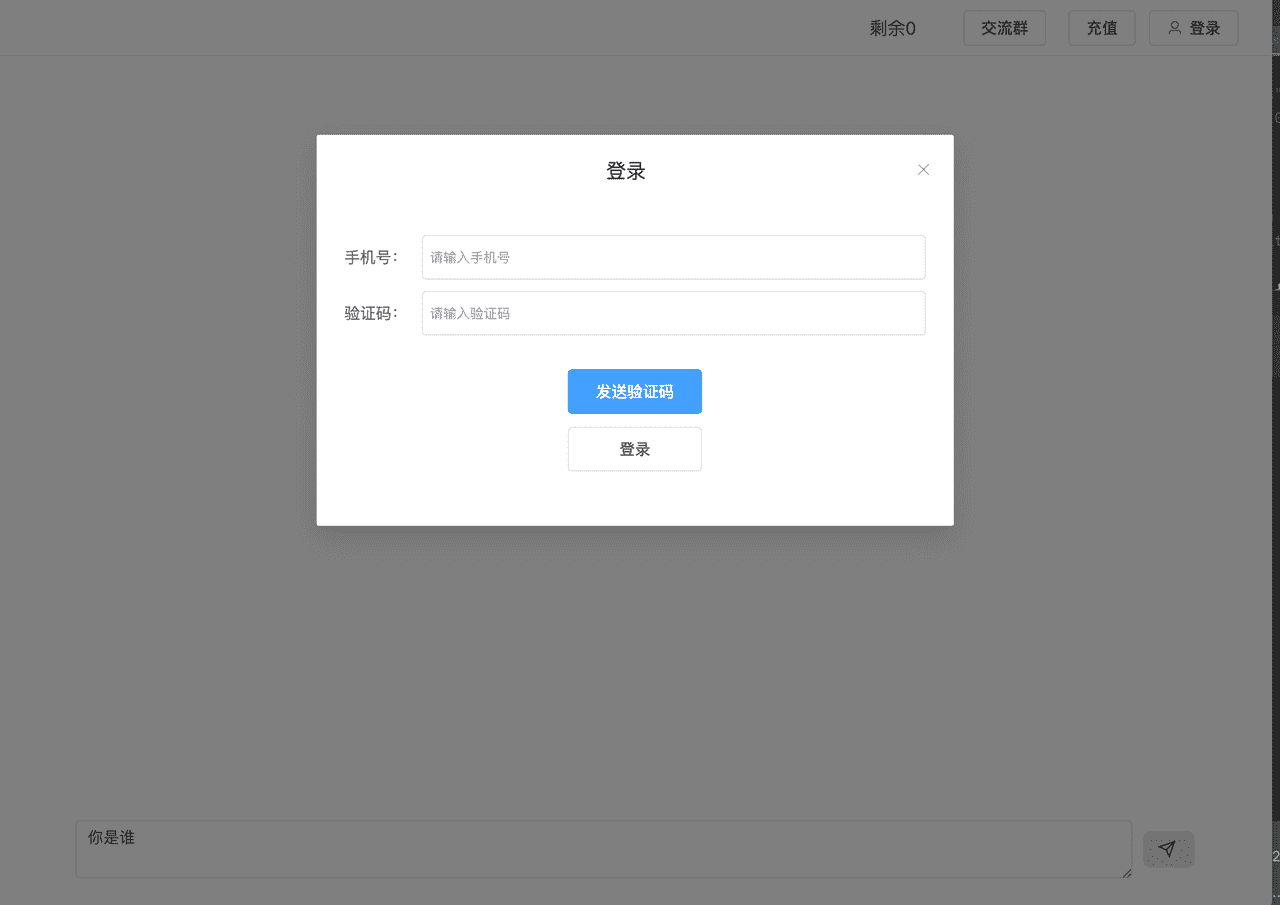 剩余0 交流群 充值 登录
登录
手机号: 请输入手机号
验证码: 请输入验证码
发送验证码
登录
你是谁